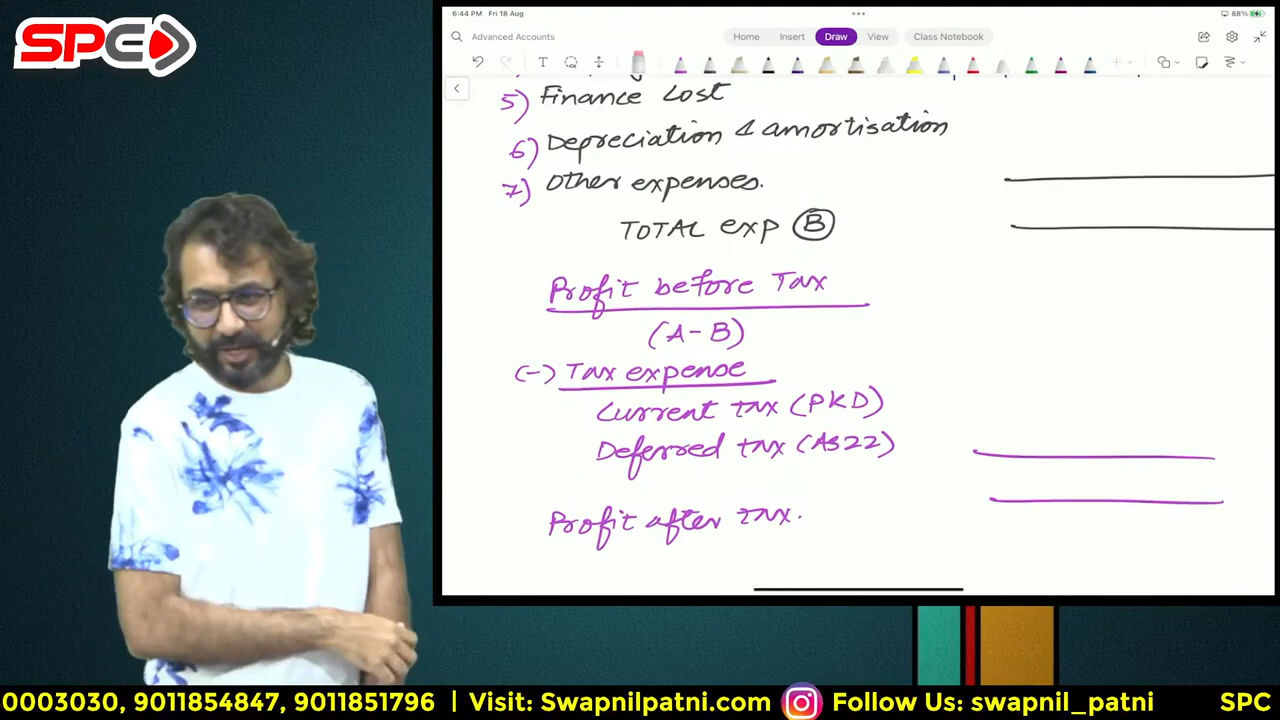 SPC
6:44 PM Fri 18 Aug
88%
Advanced Accounts
Home Insert Draw View Class Notebook
5) Finance Cost
6) Depreciation & amortisation
7) Other expenses.
TOTAL exp B
Profit before Tax
(A-B)
(-) Tax expense
Current tax (PKD)
Deferred tax (AS22)
Profit after tax.
0003030, 9011854847, 9011851796 | Visit: Swapnilpatni.com Follow Us: swapnil_patni SPC